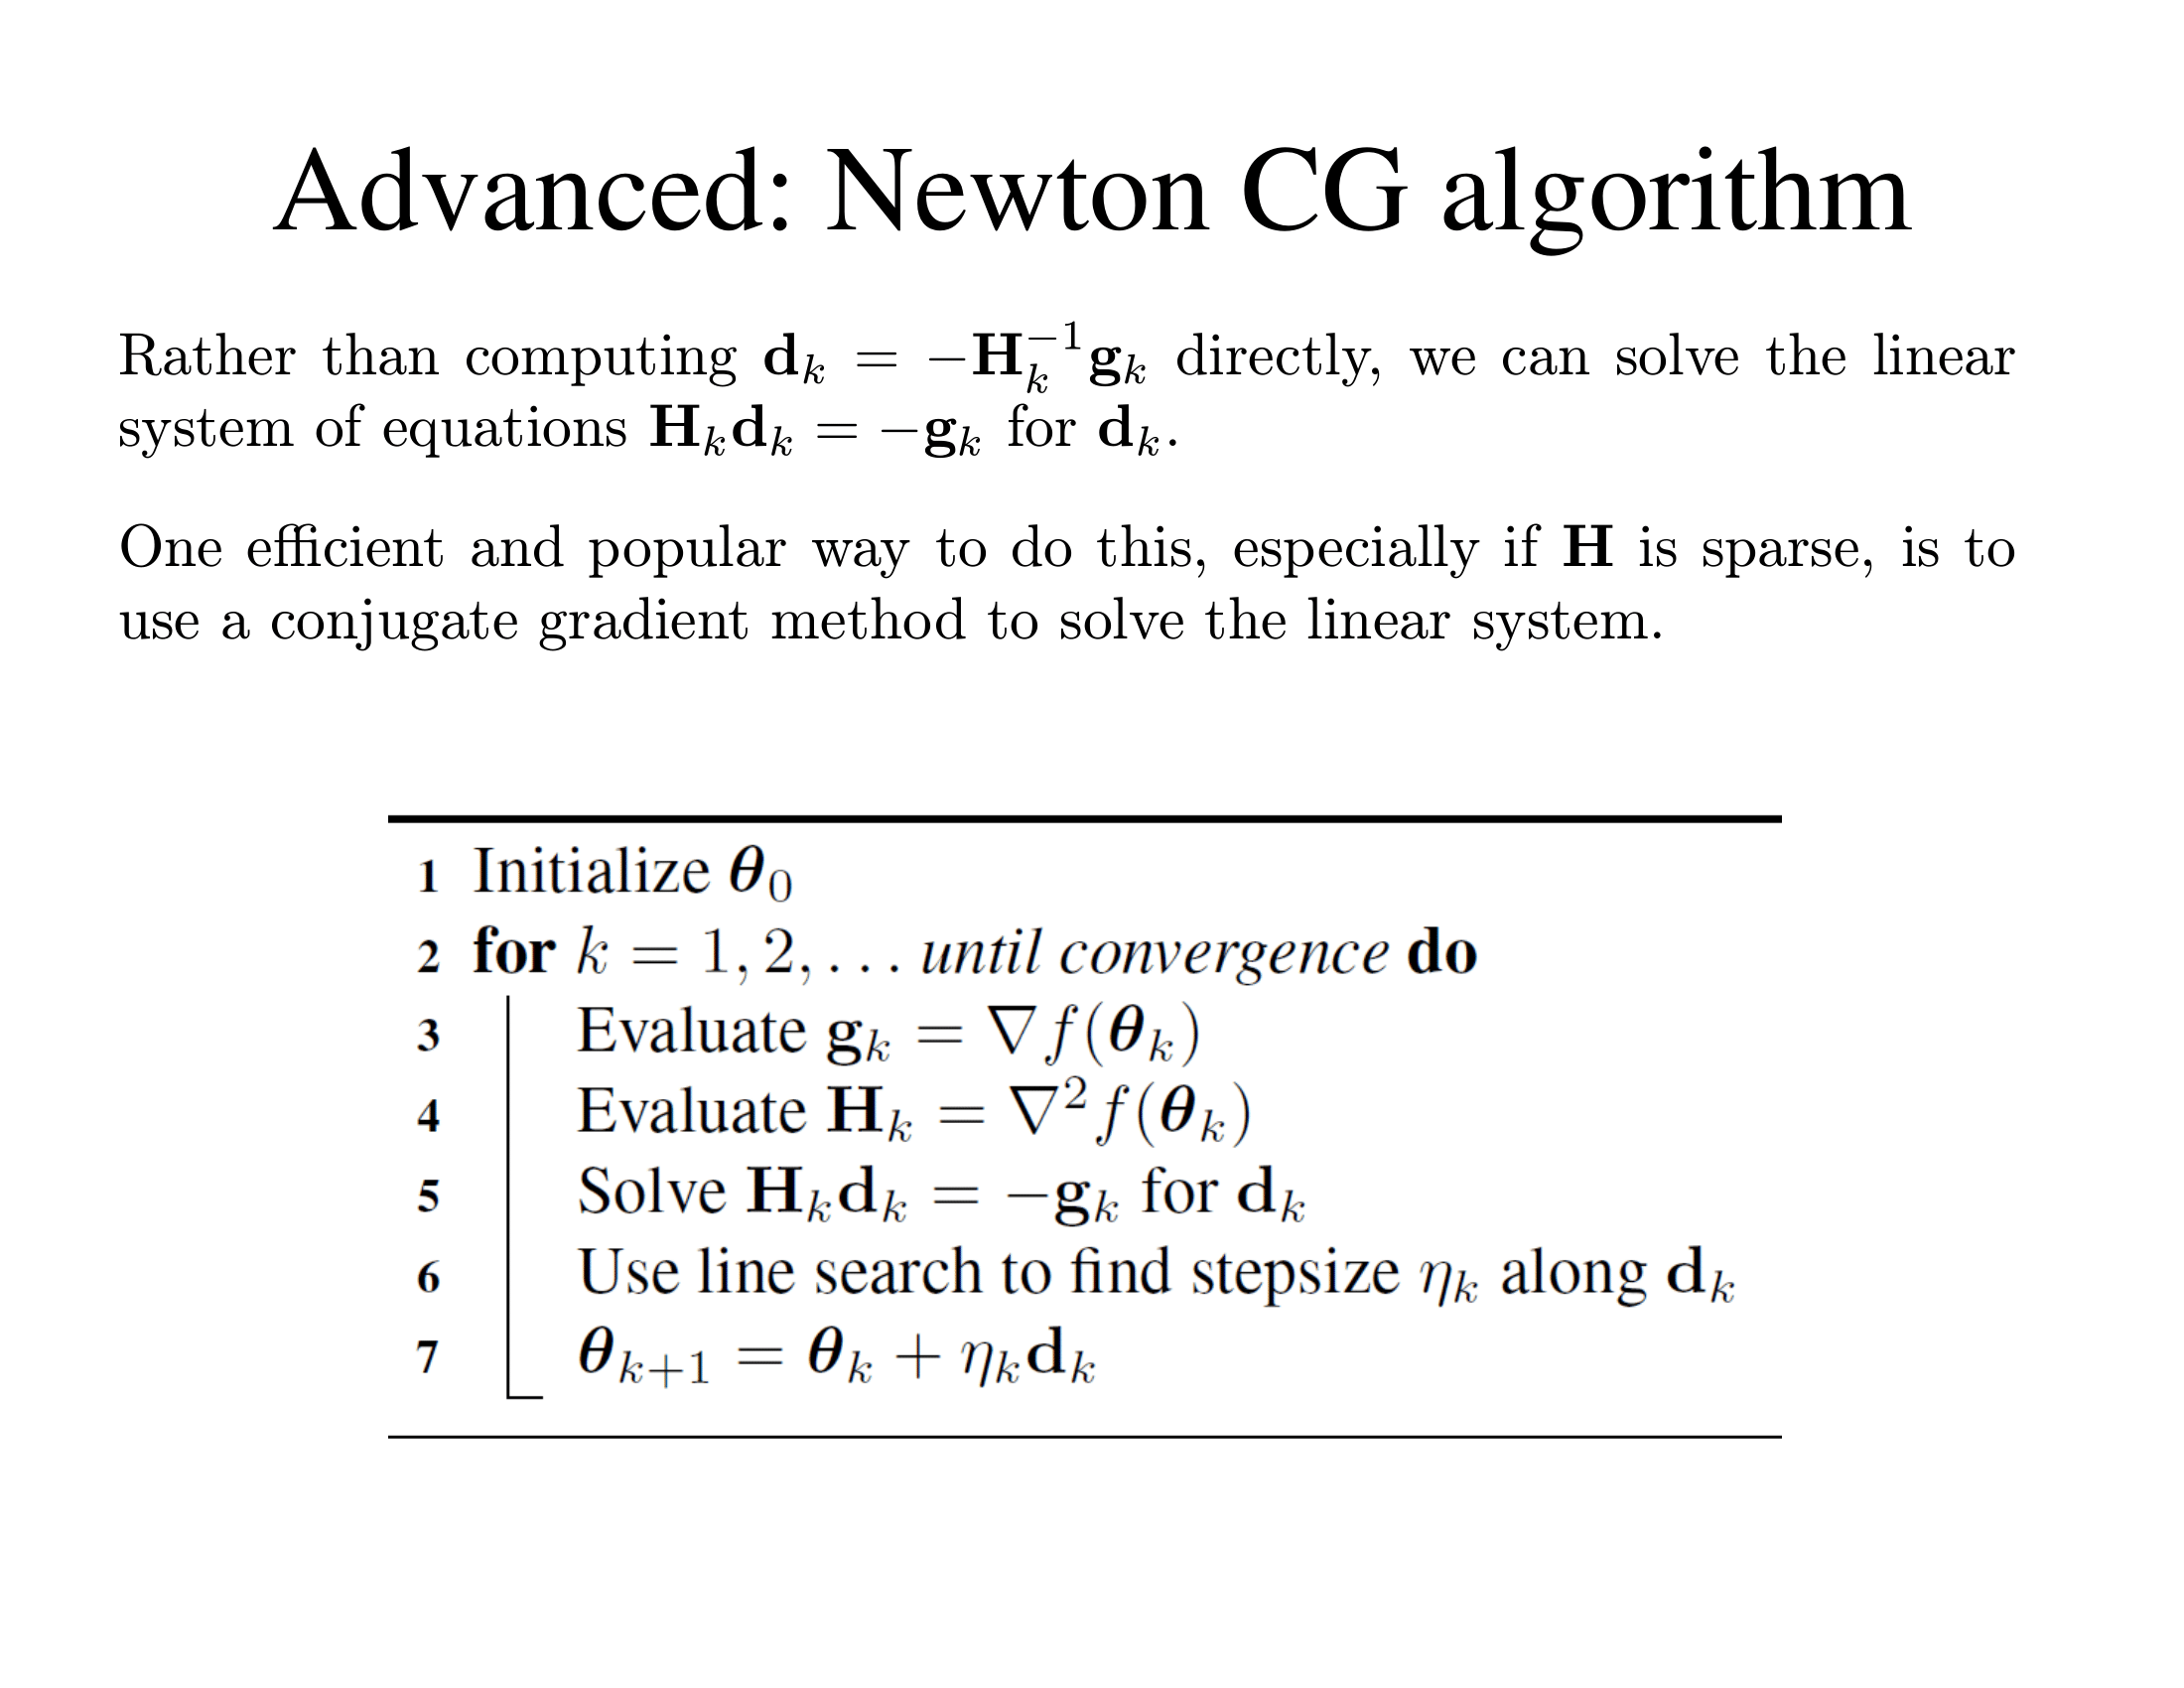 Advanced: Newton CG algorithm
Rather than computing $\mathbf{d}_k = -\mathbf{H}_k^{-1}\mathbf{g}_k$ directly, we can solve the linear
system of equations $\mathbf{H}_k\mathbf{d}_k = -\mathbf{g}_k$ for $\mathbf{d}_k$.
One efficient and popular way to do this, especially if $\mathbf{H}$ is sparse, is to
use a conjugate gradient method to solve the linear system.
1 Initialize $\boldsymbol{\theta}_0$
2 for $k = 1, 2, \ldots$ until convergence do
3 Evaluate $\mathbf{g}_k = \nabla f(\boldsymbol{\theta}_k)$
4 Evaluate $\mathbf{H}_k = \nabla^2 f(\boldsymbol{\theta}_k)$
5 Solve $\mathbf{H}_k\mathbf{d}_k = -\mathbf{g}_k$ for $\mathbf{d}_k$
6 Use line search to find stepsize $\eta_k$ along $\mathbf{d}_k$
7 $\boldsymbol{\theta}_{k+1} = \boldsymbol{\theta}_k + \eta_k\mathbf{d}_k$